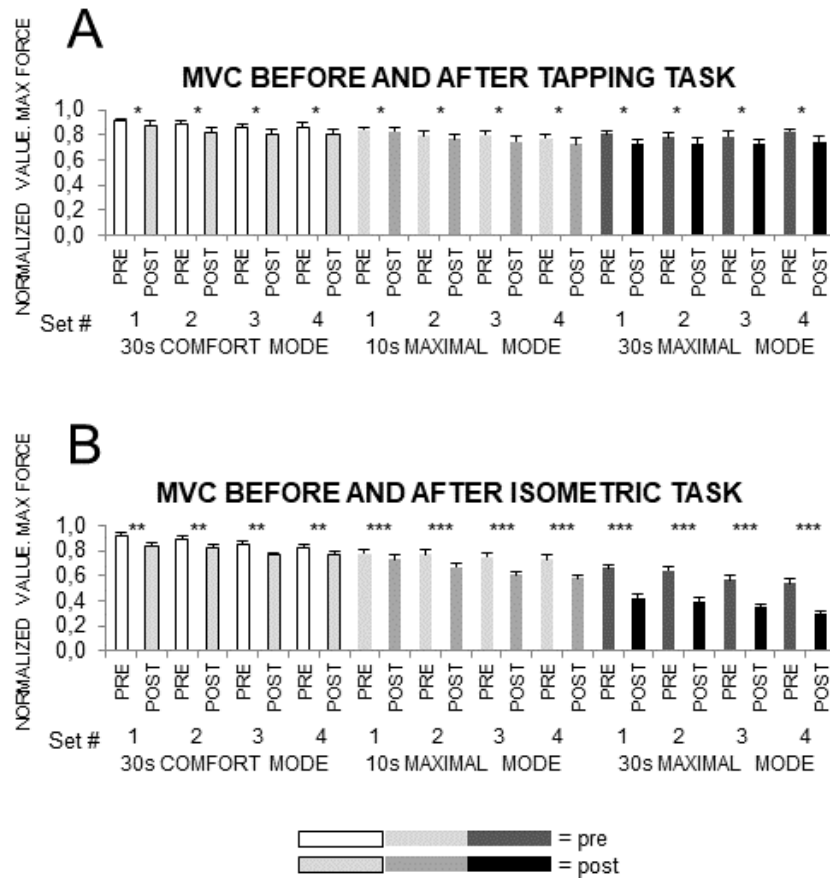 A
MVC BEFORE AND AFTER TAPPING TASK
NORMALIZED VALUE. MAX FORCE
* * * * * * * * * * * *
1,0
0,8
0,6
0,4
0,2
0,0
PRE POST PRE POST PRE POST PRE POST PRE POST PRE POST PRE POST PRE POST PRE POST PRE POST PRE POST PRE POST
Set # 1 2 3 4 1 2 3 4 1 2 3 4
30s COMFORT MODE 10s MAXIMAL MODE 30s MAXIMAL MODE
B
MVC BEFORE AND AFTER ISOMETRIC TASK
NORMALIZED VALUE. MAX FORCE
** ** ** ** *** *** *** *** *** *** *** ***
1,0
0,8
0,6
0,4
0,2
0,0
PRE POST PRE POST PRE POST PRE POST PRE POST PRE POST PRE POST PRE POST PRE POST PRE POST PRE POST PRE POST
Set # 1 2 3 4 1 2 3 4 1 2 3 4
30s COMFORT MODE 10s MAXIMAL MODE 30s MAXIMAL MODE
= pre
= post